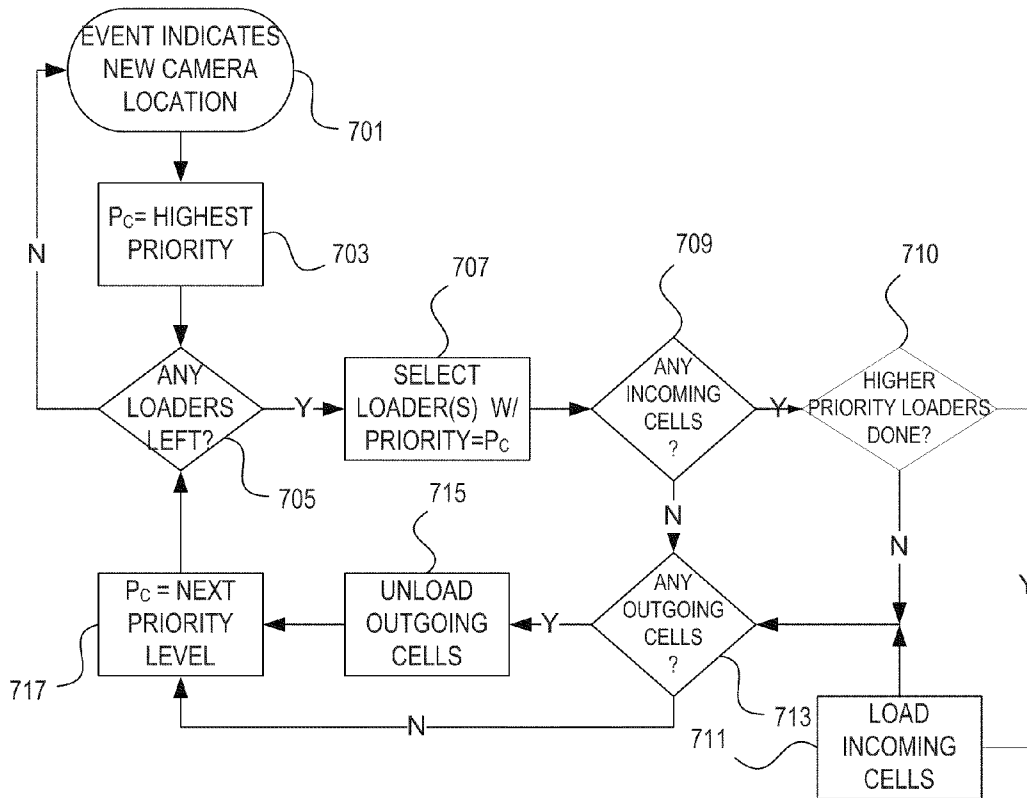 EVENT INDICATES
NEW CAMERA
LOCATION
701
PC= HIGHEST
PRIORITY
703
N
ANY
LOADERS
LEFT?
705
Y
707
SELECT
LOADER(S) W/
PRIORITY=PC
709
ANY
INCOMING
CELLS
?
Y
710
HIGHER
PRIORITY LOADERS
DONE?
N
N
Y
717
PC = NEXT
PRIORITY
LEVEL
715
UNLOAD
OUTGOING
CELLS
Y
ANY
OUTGOING
CELLS
?
713
N
711
LOAD
INCOMING
CELLS